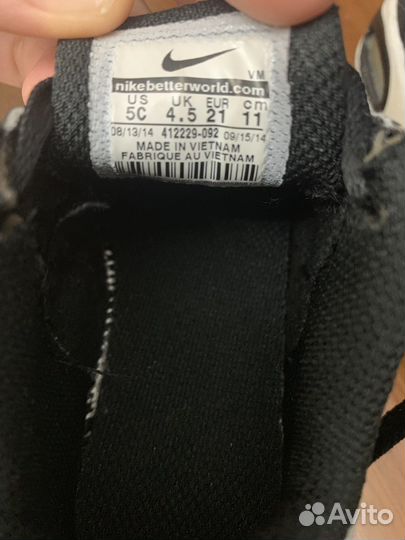 VM
nikebetterworld.com
US UK EUR cm
5C 4.5 21 11
08/13/14 412229-092 09/15/14
MADE IN VIETNAM
FABRIQUE AU VIETNAM
Avito